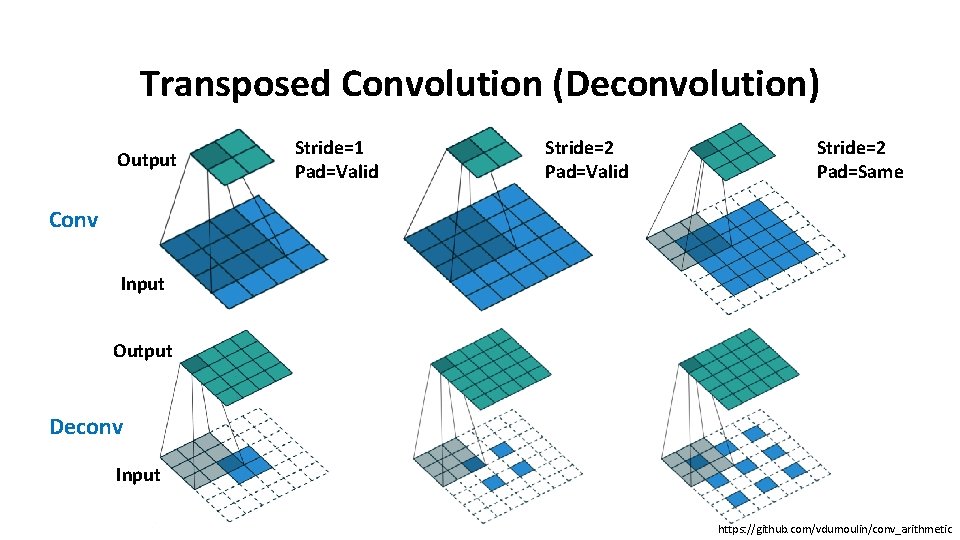 Transposed Convolution (Deconvolution)
Output
Stride=1
Pad=Valid
Stride=2
Pad=Valid
Stride=2
Pad=Same
Conv
Input
Output
Deconv
Input
https://github.com/vdumoulin/conv_arithmetic